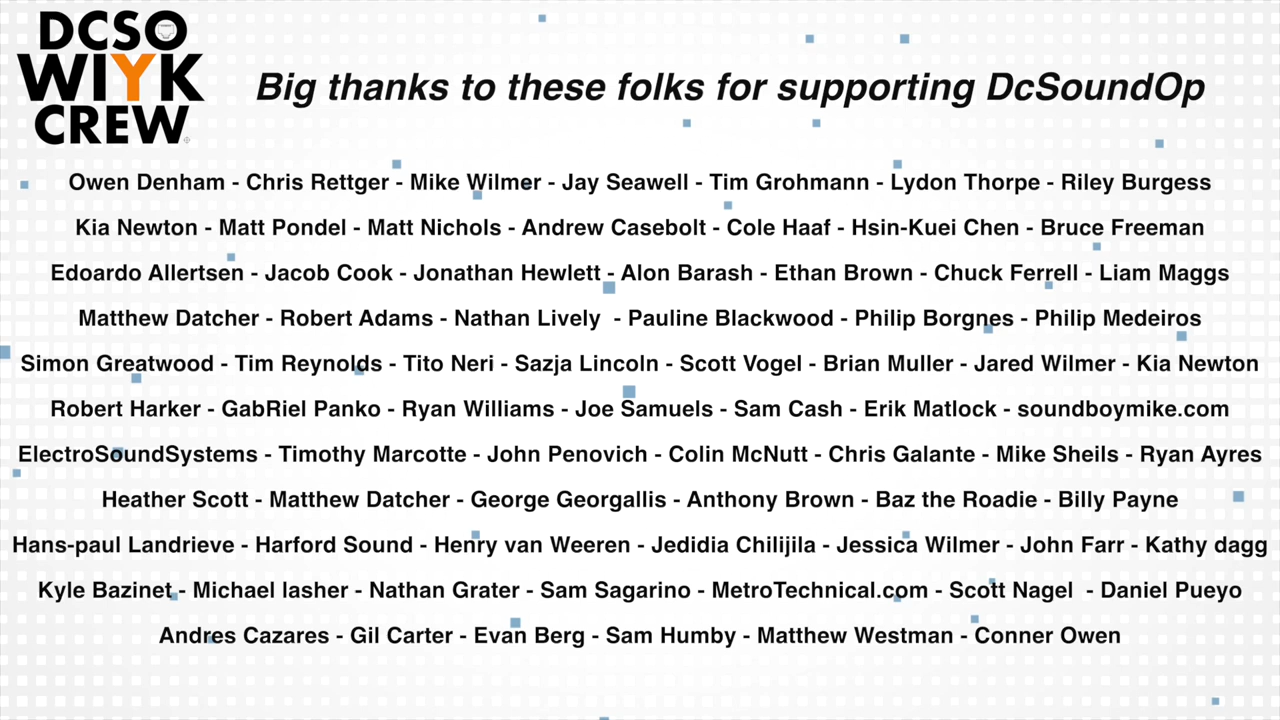 DCSO
WIYK
CREW
Big thanks to these folks for supporting DcSoundOp
Owen Denham - Chris Rettger - Mike Wilmer - Jay Seawell - Tim Grohmann - Lydon Thorpe - Riley Burgess
Kia Newton - Matt Pondel - Matt Nichols - Andrew Casebolt - Cole Haaf - Hsin-Kuei Chen - Bruce Freeman
Edoardo Allertsen - Jacob Cook - Jonathan Hewlett - Alon Barash - Ethan Brown - Chuck Ferrell - Liam Maggs
Matthew Datcher - Robert Adams - Nathan Lively - Pauline Blackwood - Philip Borgnes - Philip Medeiros
Simon Greatwood - Tim Reynolds - Tito Neri - Sazja Lincoln - Scott Vogel - Brian Muller - Jared Wilmer - Kia Newton
Robert Harker - GabRiel Panko - Ryan Williams - Joe Samuels - Sam Cash - Erik Matlock - soundboymike.com
ElectroSoundSystems - Timothy Marcotte - John Penovich - Colin McNutt - Chris Galante - Mike Sheils - Ryan Ayres
Heather Scott - Matthew Datcher - George Georgallis - Anthony Brown - Baz the Roadie - Billy Payne
Hans-paul Landrieve - Harford Sound - Henry van Weeren - Jedidia Chilijila - Jessica Wilmer - John Farr - Kathy dagg
Kyle Bazinet - Michael lasher - Nathan Grater - Sam Sagarino - MetroTechnical.com - Scott Nagel - Daniel Pueyo
Andres Cazares - Gil Carter - Evan Berg - Sam Humby - Matthew Westman - Conner Owen